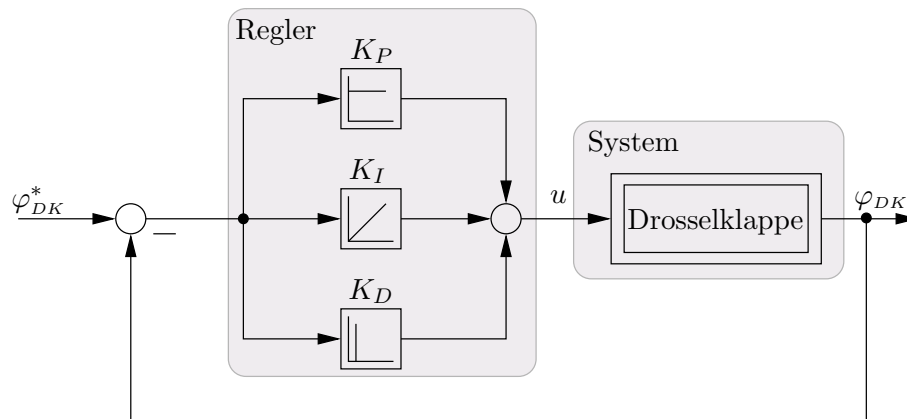 Regler
K_P
System
K_I
φ*_DK
u
φ_DK
Drosselklappe
−
K_D